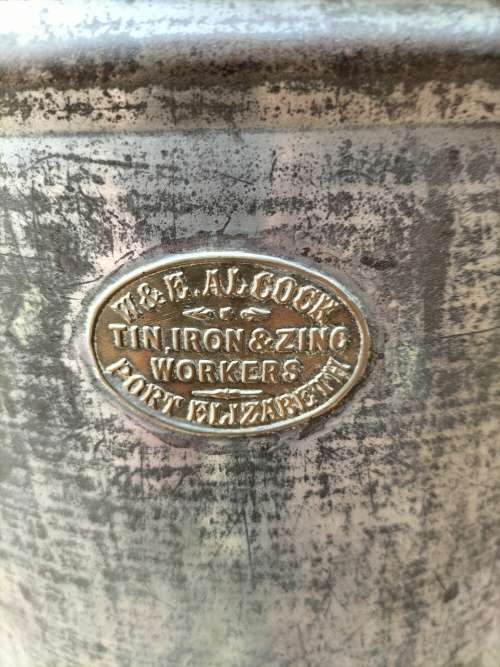 W. & E. ALCOCK
TIN, IRON & ZINC
WORKERS
PORT ELIZABETH